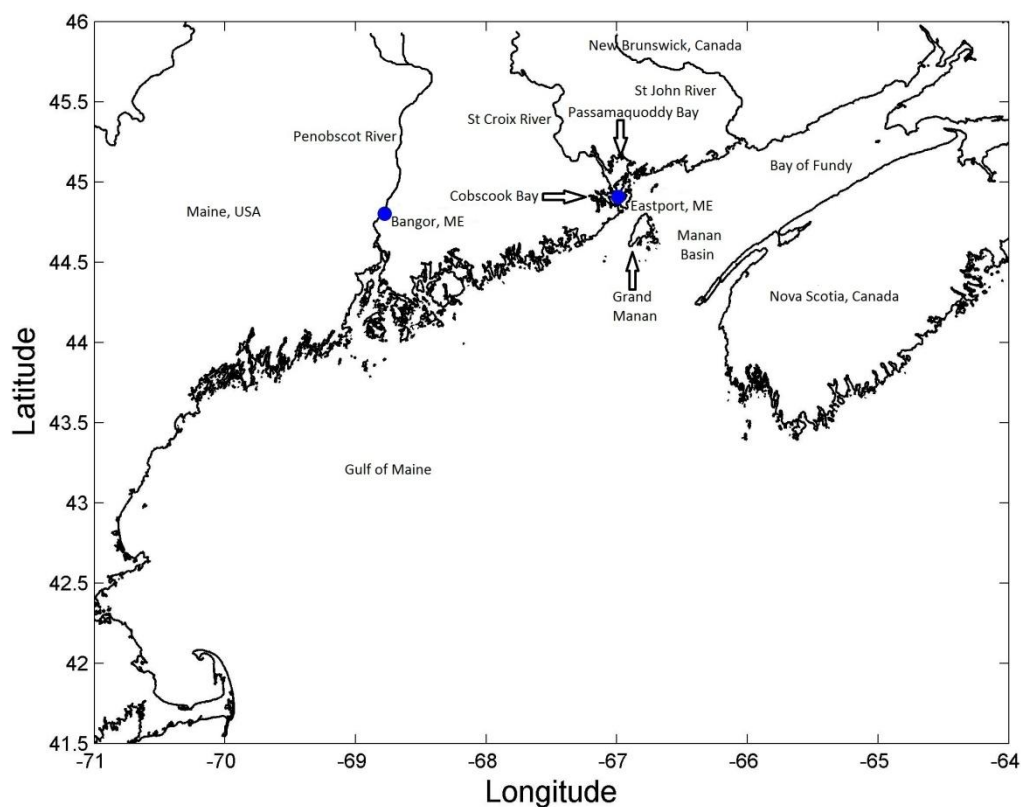 46
45.5
45
44.5
44
43.5
43
42.5
42
41.5
Latitude
New Brunswick, Canada
St John River
Passamaquoddy Bay
St Croix River
Penobscot River
Bay of Fundy
Cobscook Bay
Eastport, ME
Maine, USA
Bangor, ME
Manan
Basin
Grand
Manan
Nova Scotia, Canada
Gulf of Maine
-71
-70
-69
-68
-67
-66
-65
-64
Longitude